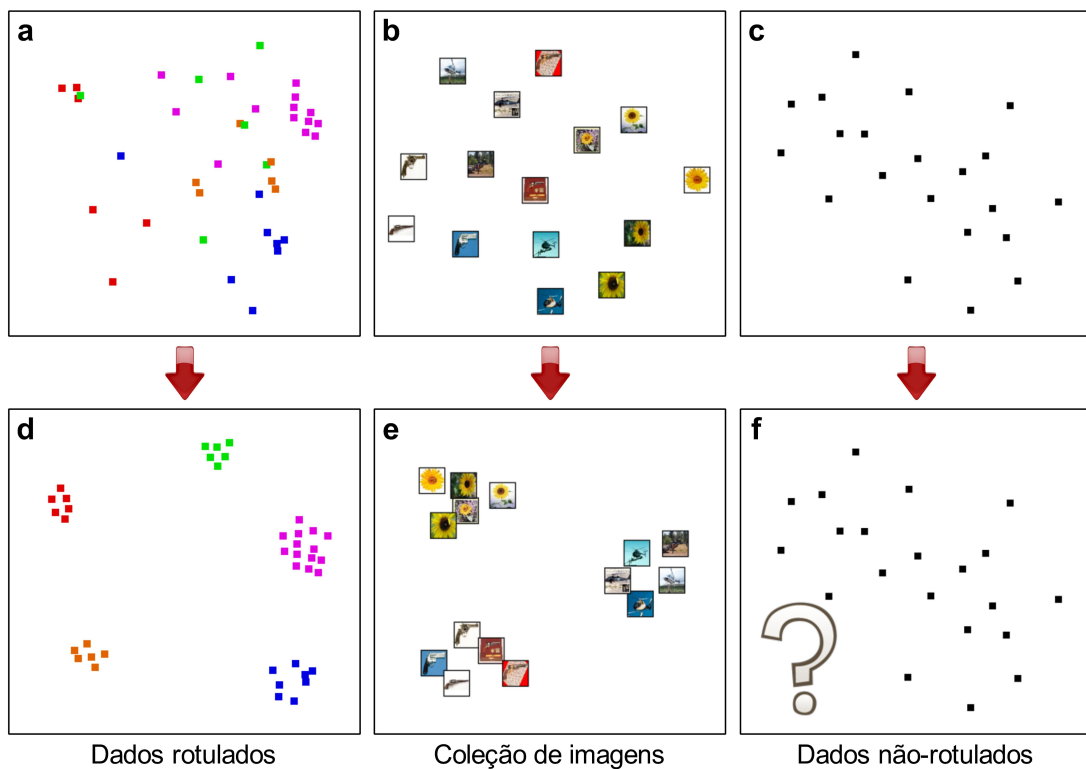 a
b
c
d
e
f
?
Dados rotulados
Coleção de imagens
Dados não-rotulados